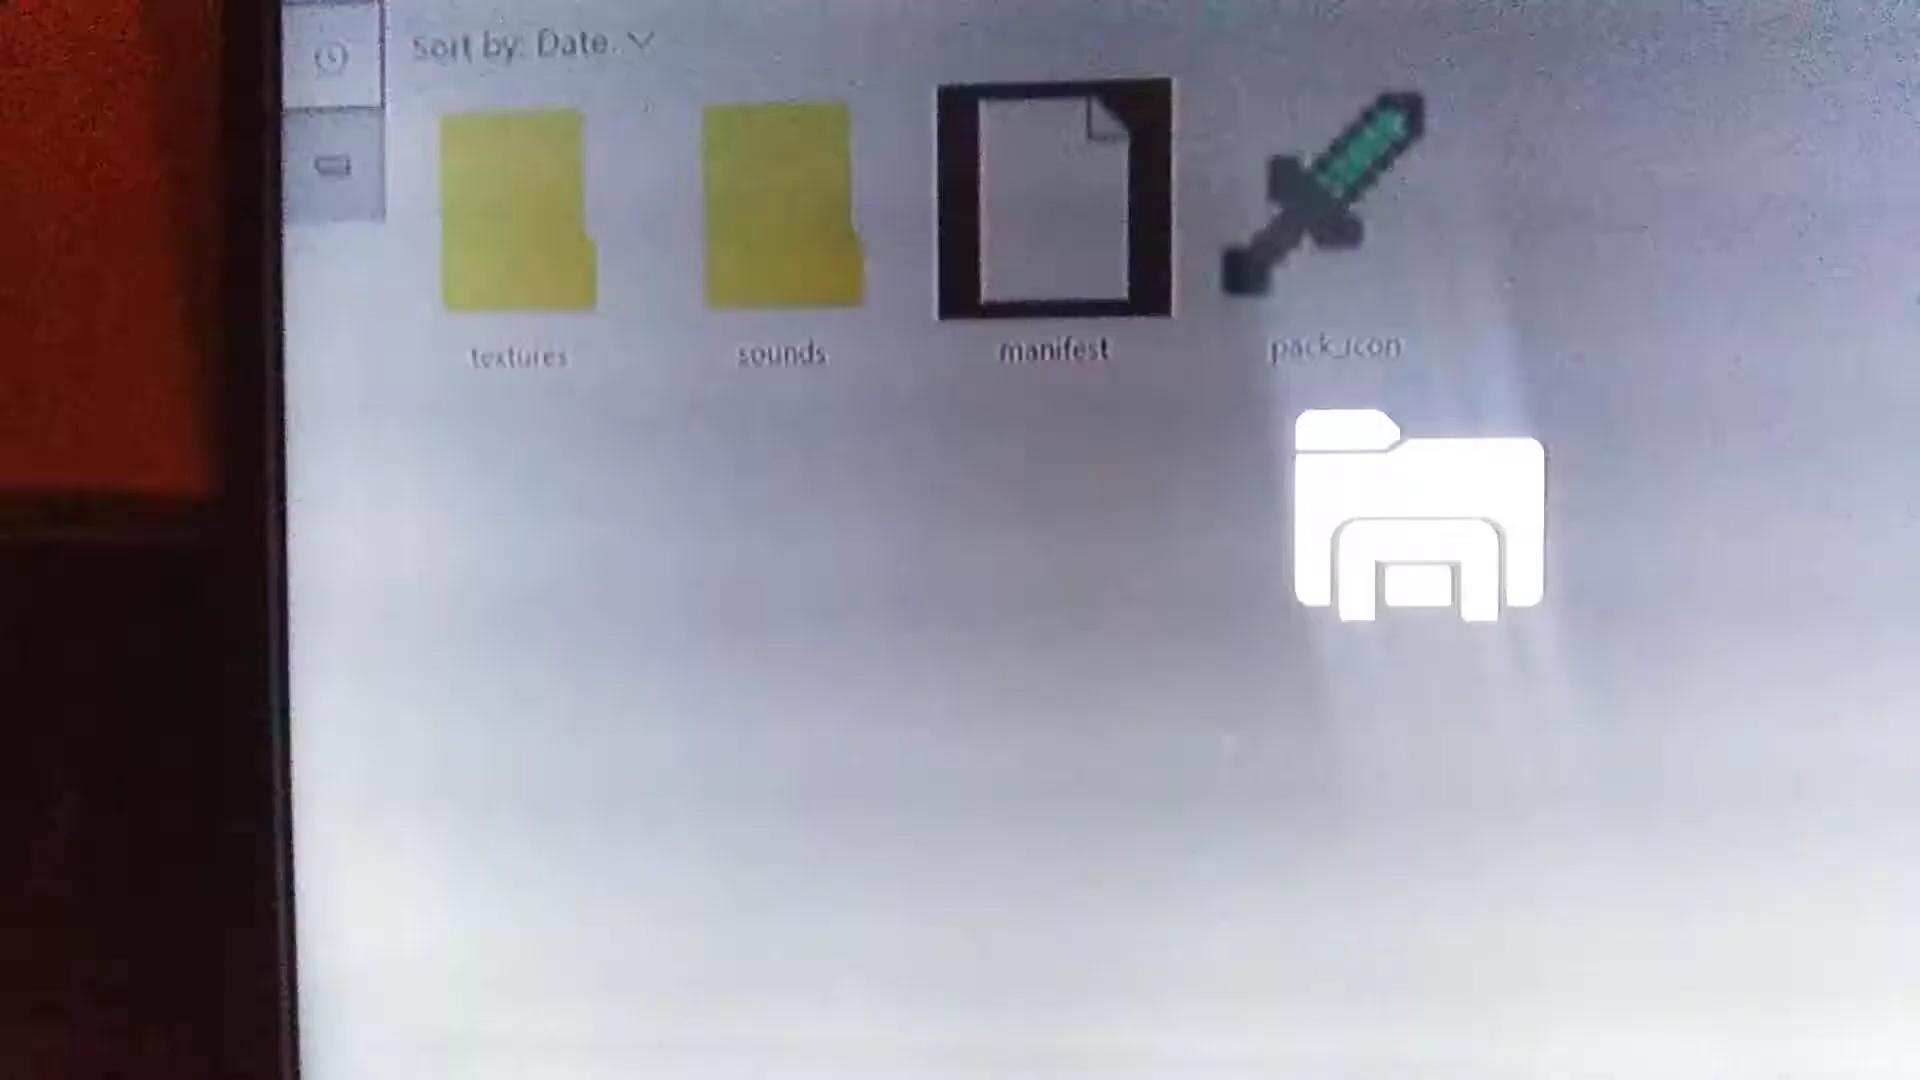 Sort by: Date
textures
sounds
manifest
pack_icon